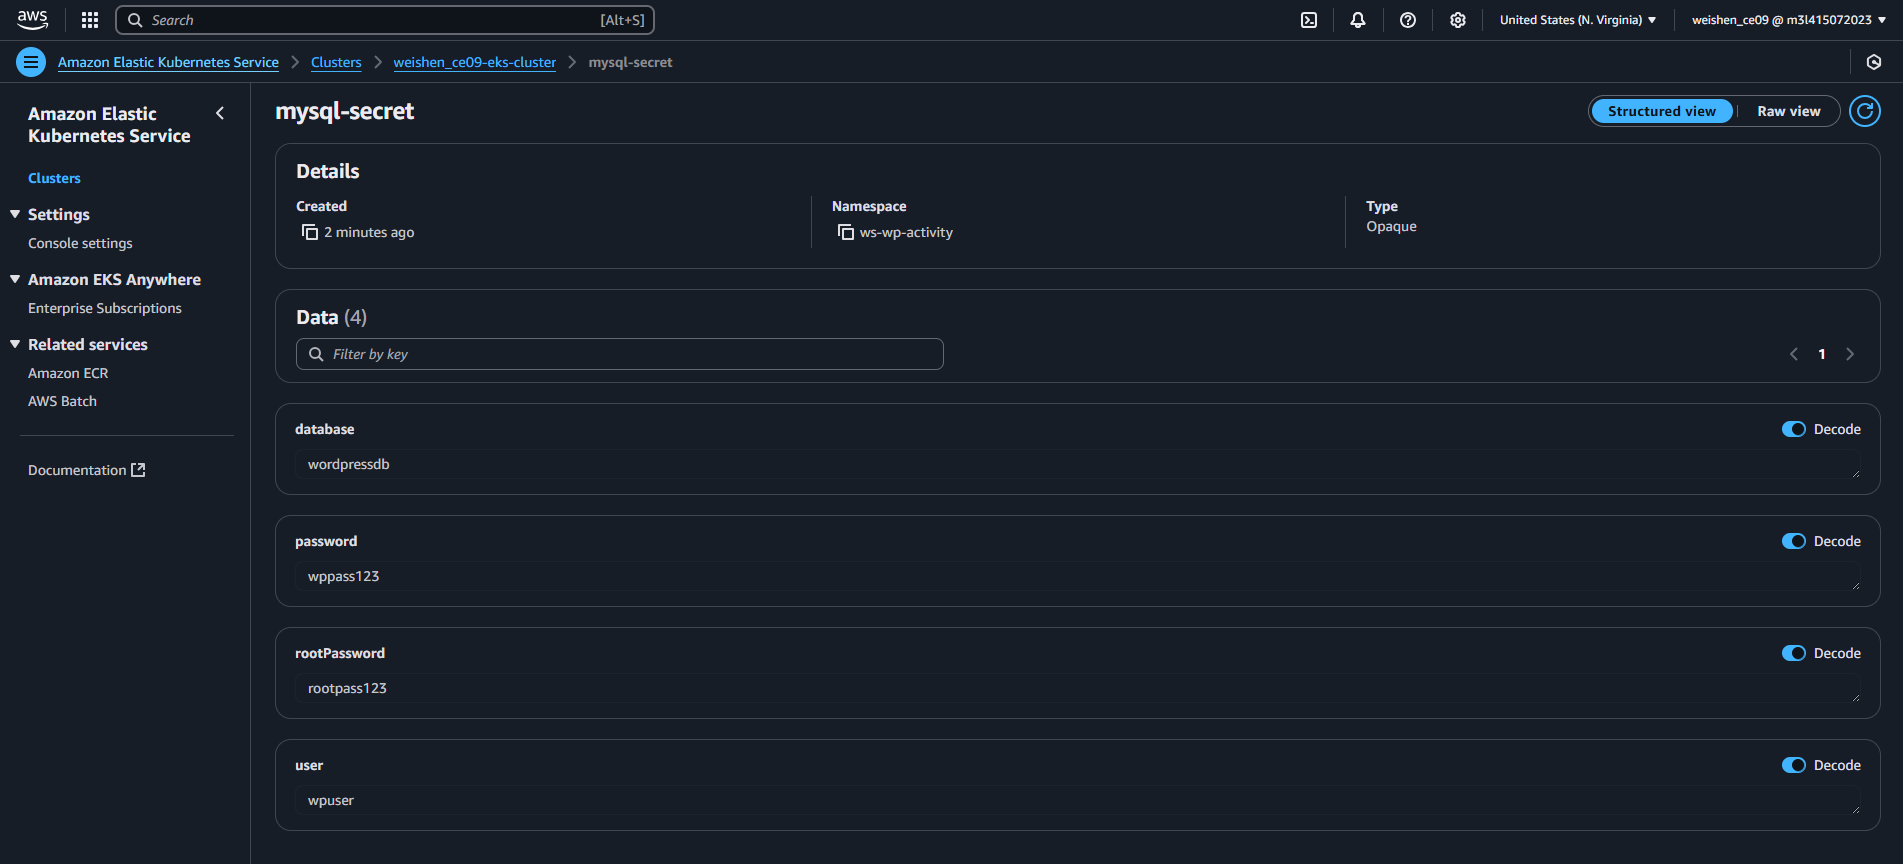 aws
Search [Alt+S]
United States (N. Virginia)
weishen_ce09 @ m3l415072023
Amazon Elastic Kubernetes Service > Clusters > weishen_ce09-eks-cluster > mysql-secret
Amazon Elastic
Kubernetes Service
Clusters
Settings
Console settings
Amazon EKS Anywhere
Enterprise Subscriptions
Related services
Amazon ECR
AWS Batch
Documentation
mysql-secret
Structured view
Raw view
Details
Created
2 minutes ago
Namespace
ws-wp-activity
Type
Opaque
Data (4)
Filter by key
1
database
Decode
wordpressdb
password
Decode
wppass123
rootPassword
Decode
rootpass123
user
Decode
wpuser